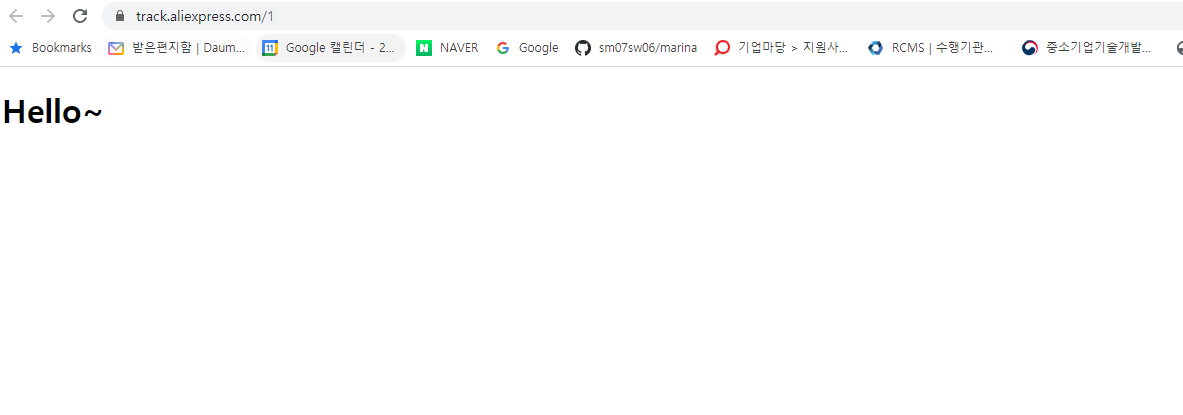 track.aliexpress.com/1
Bookmarks 받은편지함 | Daum... 11 Google 캘린더 - 2... N NAVER G Google sm07sw06/marina 기업마당 > 지원사... RCMS | 수행기관... 중소기업기술개발...
Hello~